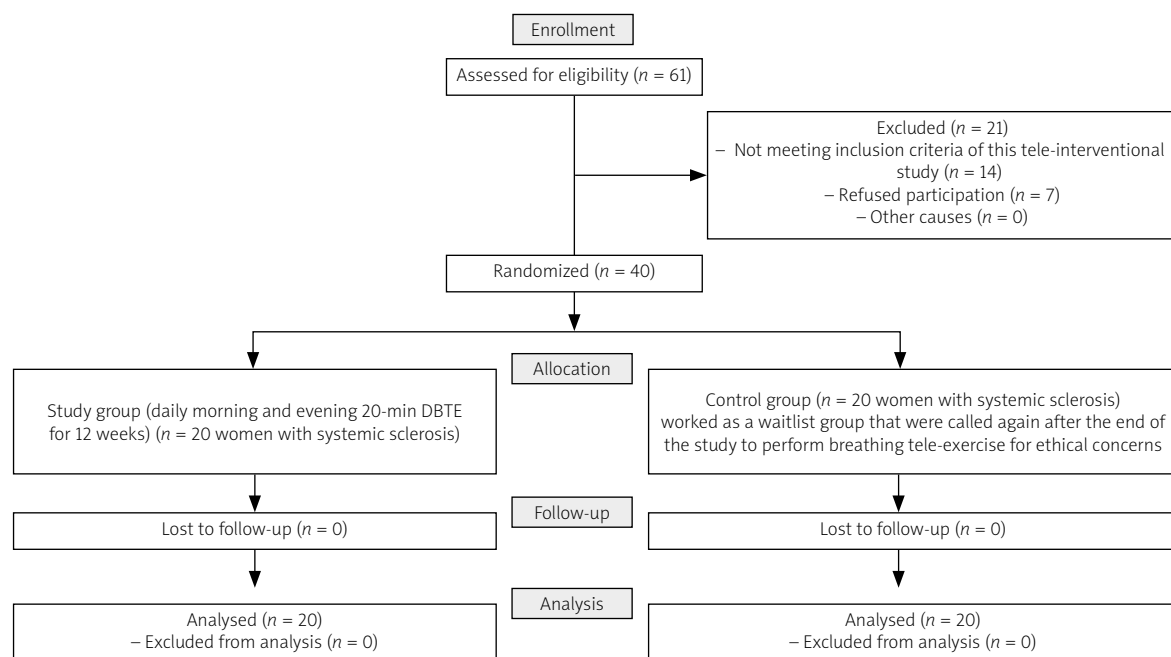 Enrollment
Assessed for eligibility (n = 61)
Excluded (n = 21)
– Not meeting inclusion criteria of this tele-interventional
study (n = 14)
– Refused participation (n = 7)
– Other causes (n = 0)
Randomized (n = 40)
Allocation
Study group (daily morning and evening 20-min DBTE
for 12 weeks) (n = 20 women with systemic sclerosis)
Control group (n = 20 women with systemic sclerosis)
worked as a waitlist group that were called again after the end of
the study to perform breathing tele-exercise for ethical concerns
Follow-up
Lost to follow-up (n = 0)
Lost to follow-up (n = 0)
Analysis
Analysed (n = 20)
– Excluded from analysis (n = 0)
Analysed (n = 20)
– Excluded from analysis (n = 0)